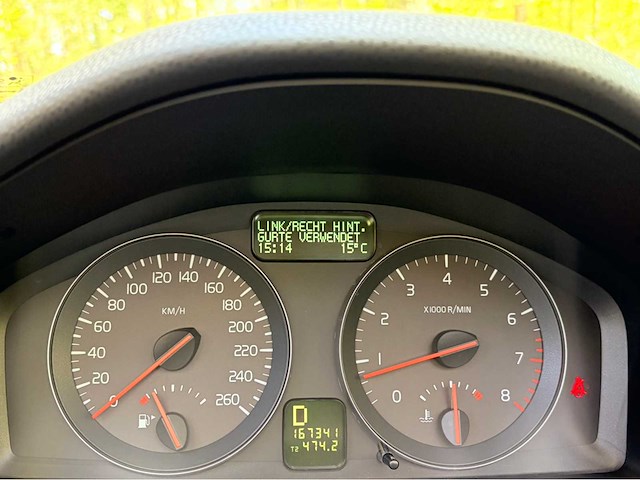 LINK/RECHT HINT.
GURTE VERWENDET
15:14 15°C
0 20 40 60 80 100 120 140 160 180 200 220 240 260
KM/H
0 1 2 3 4 5 6 7 8
X1000 R/MIN
D
167341
T2 474.2